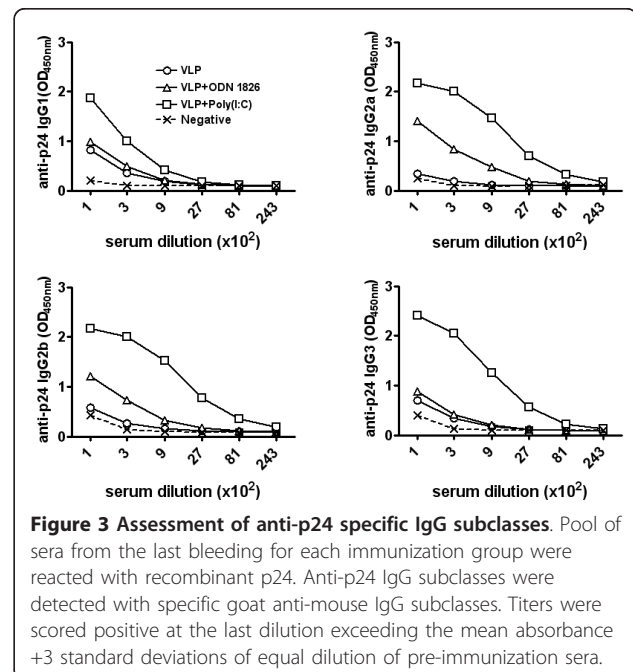 3
2
1
0
anti-p24 IgG1(OD450nm)
VLP
VLP+ODN 1826
VLP+Poly(I:C)
Negative
1 3 9 27 81 243
serum dilution (x10²)
3
2
1
0
anti-p24 IgG2a (OD450nm)
1 3 9 27 81 243
serum dilution (x10²)
3
2
1
0
anti-p24 IgG2b (OD450nm)
1 3 9 27 81 243
serum dilution (x10²)
3
2
1
0
anti-p24 IgG3 (OD450nm)
1 3 9 27 81 243
serum dilution (x10²)
Figure 3 Assessment of anti-p24 specific IgG subclasses. Pool of
sera from the last bleeding for each immunization group were
reacted with recombinant p24. Anti-p24 IgG subclasses were
detected with specific goat anti-mouse IgG subclasses. Titers were
scored positive at the last dilution exceeding the mean absorbance
+3 standard deviations of equal dilution of pre-immunization sera.